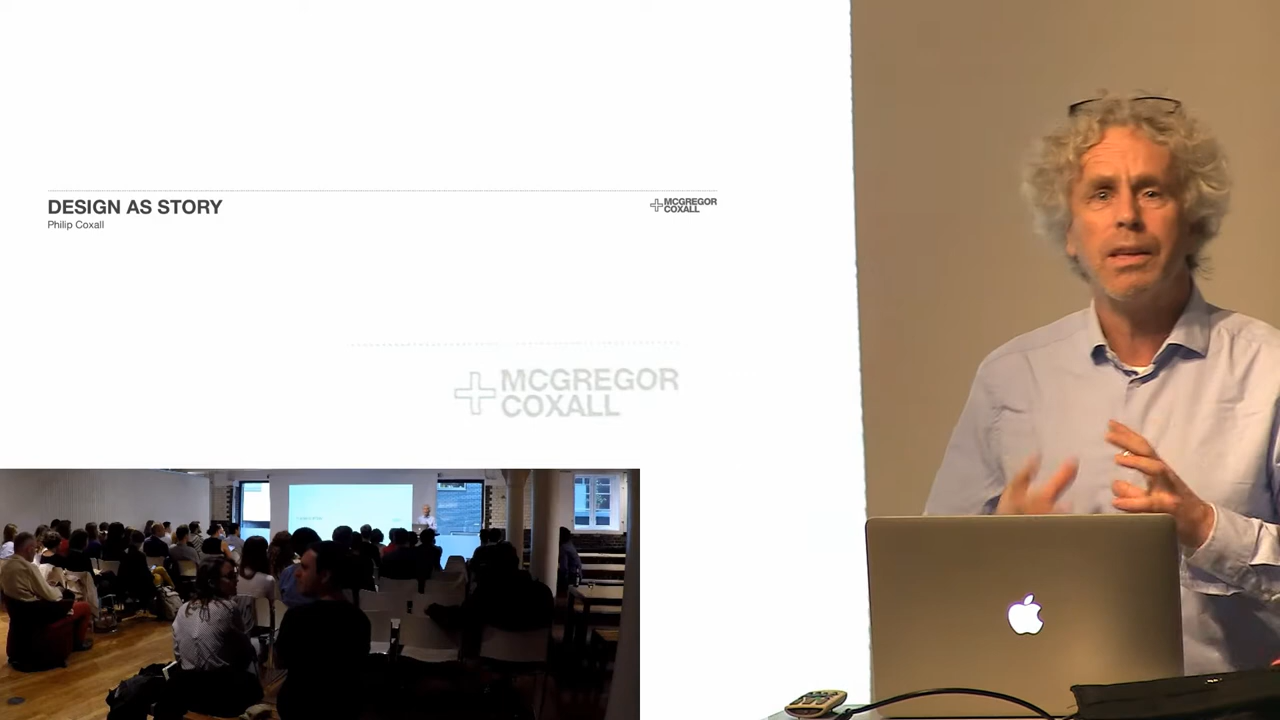 DESIGN AS STORY
Philip Coxall
MCGREGOR
COXALL
MCGREGOR
COXALL